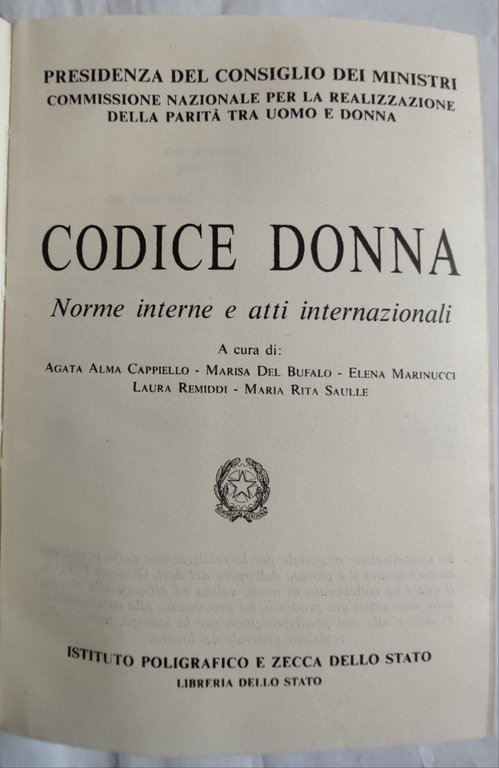 PRESIDENZA DEL CONSIGLIO DEI MINISTRI
COMMISSIONE NAZIONALE PER LA REALIZZAZIONE
DELLA PARITÀ TRA UOMO E DONNA
CODICE DONNA
Norme interne e atti internazionali
A cura di:
AGATA ALMA CAPPIELLO - MARISA DEL BUFALO - ELENA MARINUCCI
LAURA REMIDDI - MARIA RITA SAULLE
ISTITUTO POLIGRAFICO E ZECCA DELLO STATO
LIBRERIA DELLO STATO